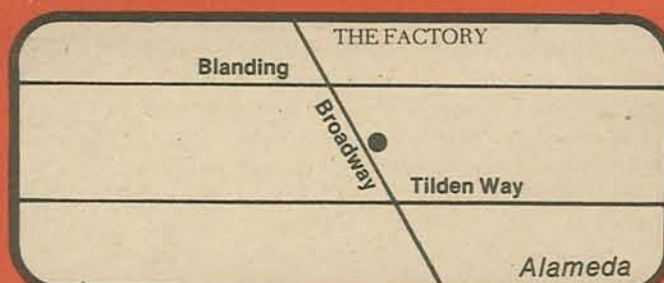 THE FACTORY
Blanding
Broadway
Tilden Way
Alameda